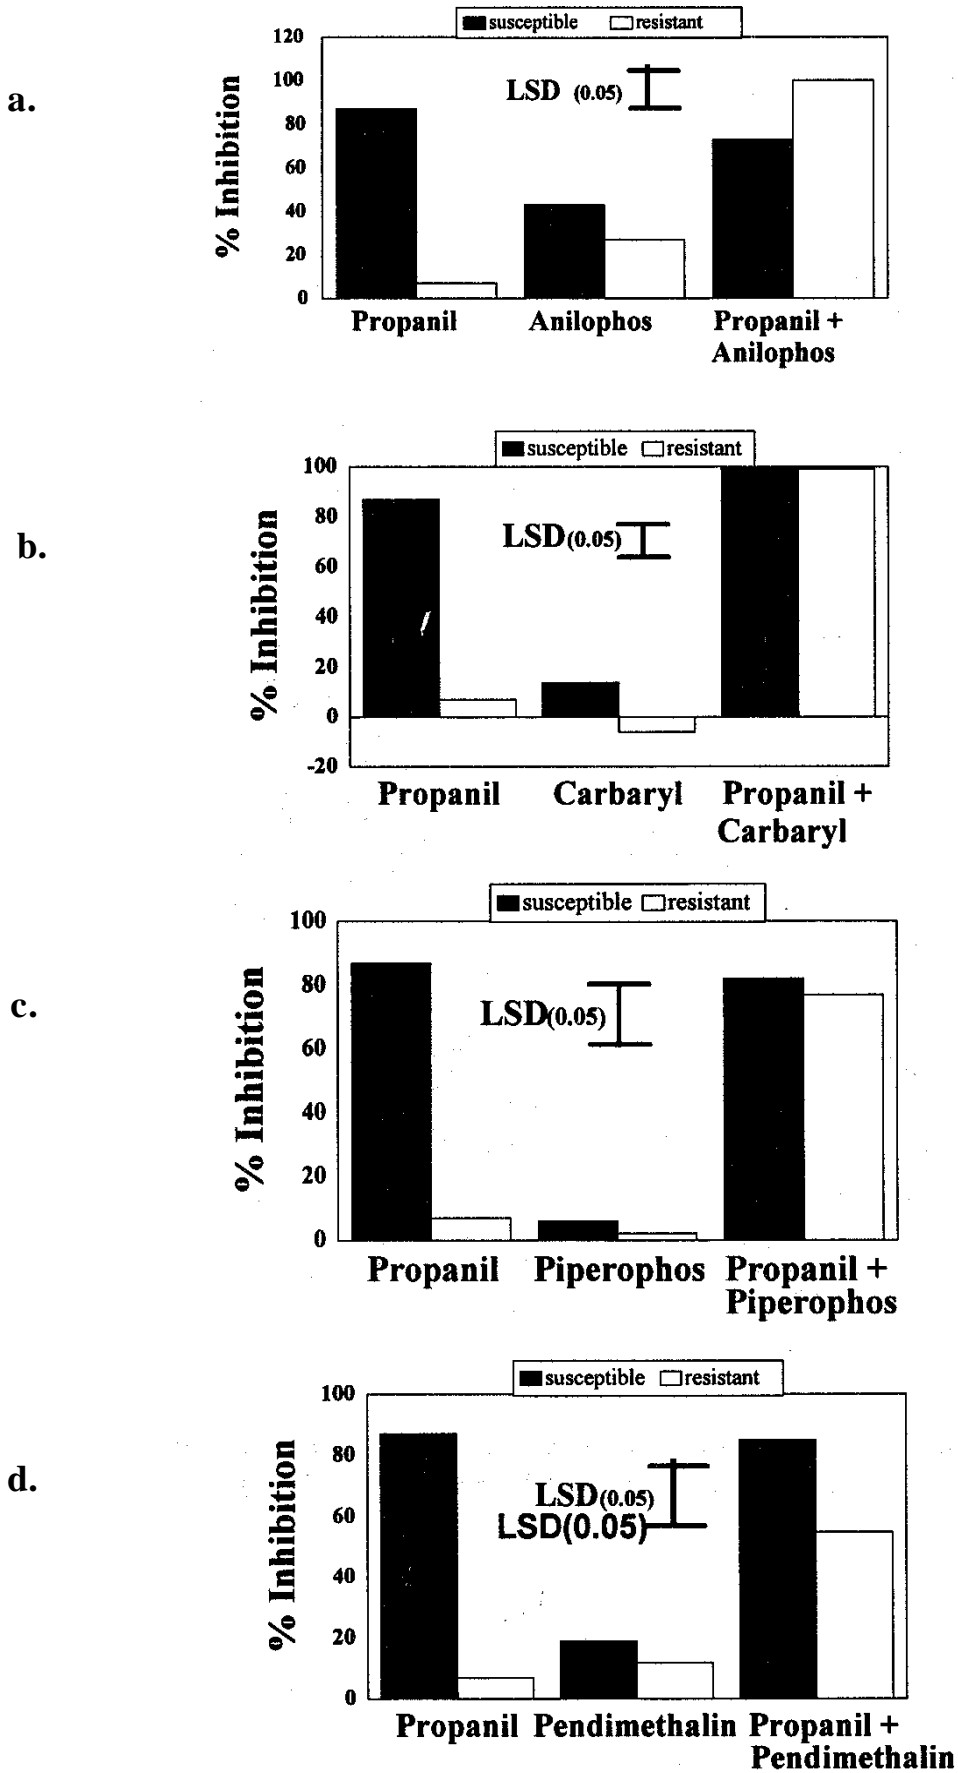 a.
susceptible resistant
% Inhibition
120
100
80
60
40
20
0
LSD (0.05)
Propanil Anilophos Propanil +
Anilophos
b.
susceptible resistant
% Inhibition
100
80
60
40
20
0
-20
LSD(0.05)
Propanil Carbaryl Propanil +
Carbaryl
c.
susceptible resistant
% Inhibition
100
80
60
40
20
0
LSD(0.05)
Propanil Piperophos Propanil +
Piperophos
d.
susceptible resistant
% Inhibition
100
80
60
40
20
0
LSD(0.05)
LSD(0.05)
Propanil Pendimethalin Propanil +
Pendimethalin